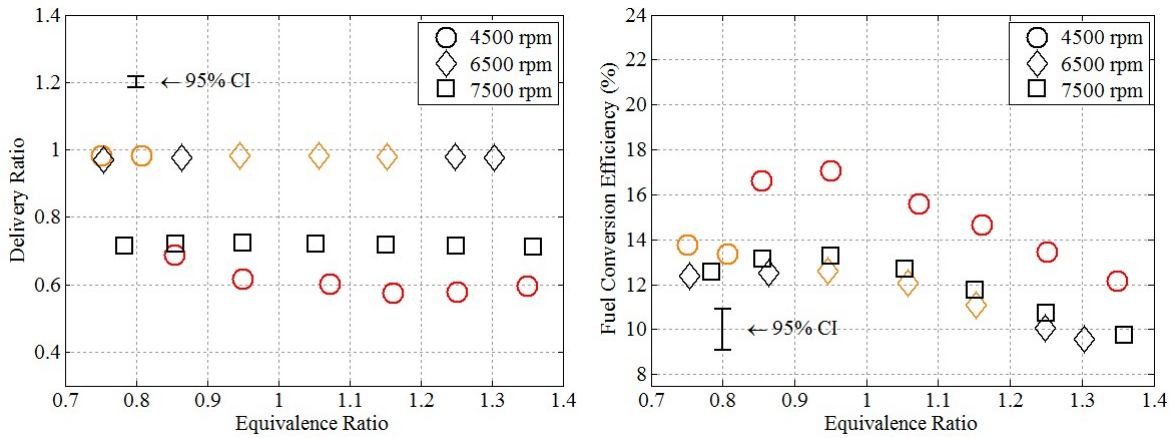 1.4
1.2
1
0.8
0.6
0.4
Delivery Ratio
← 95% CI
4500 rpm
6500 rpm
7500 rpm
0.7 0.8 0.9 1 1.1 1.2 1.3 1.4
Equivalence Ratio
24
22
20
18
16
14
12
10
8
Fuel Conversion Efficiency (%)
4500 rpm
6500 rpm
7500 rpm
← 95% CI
0.7 0.8 0.9 1 1.1 1.2 1.3 1.4
Equivalence Ratio